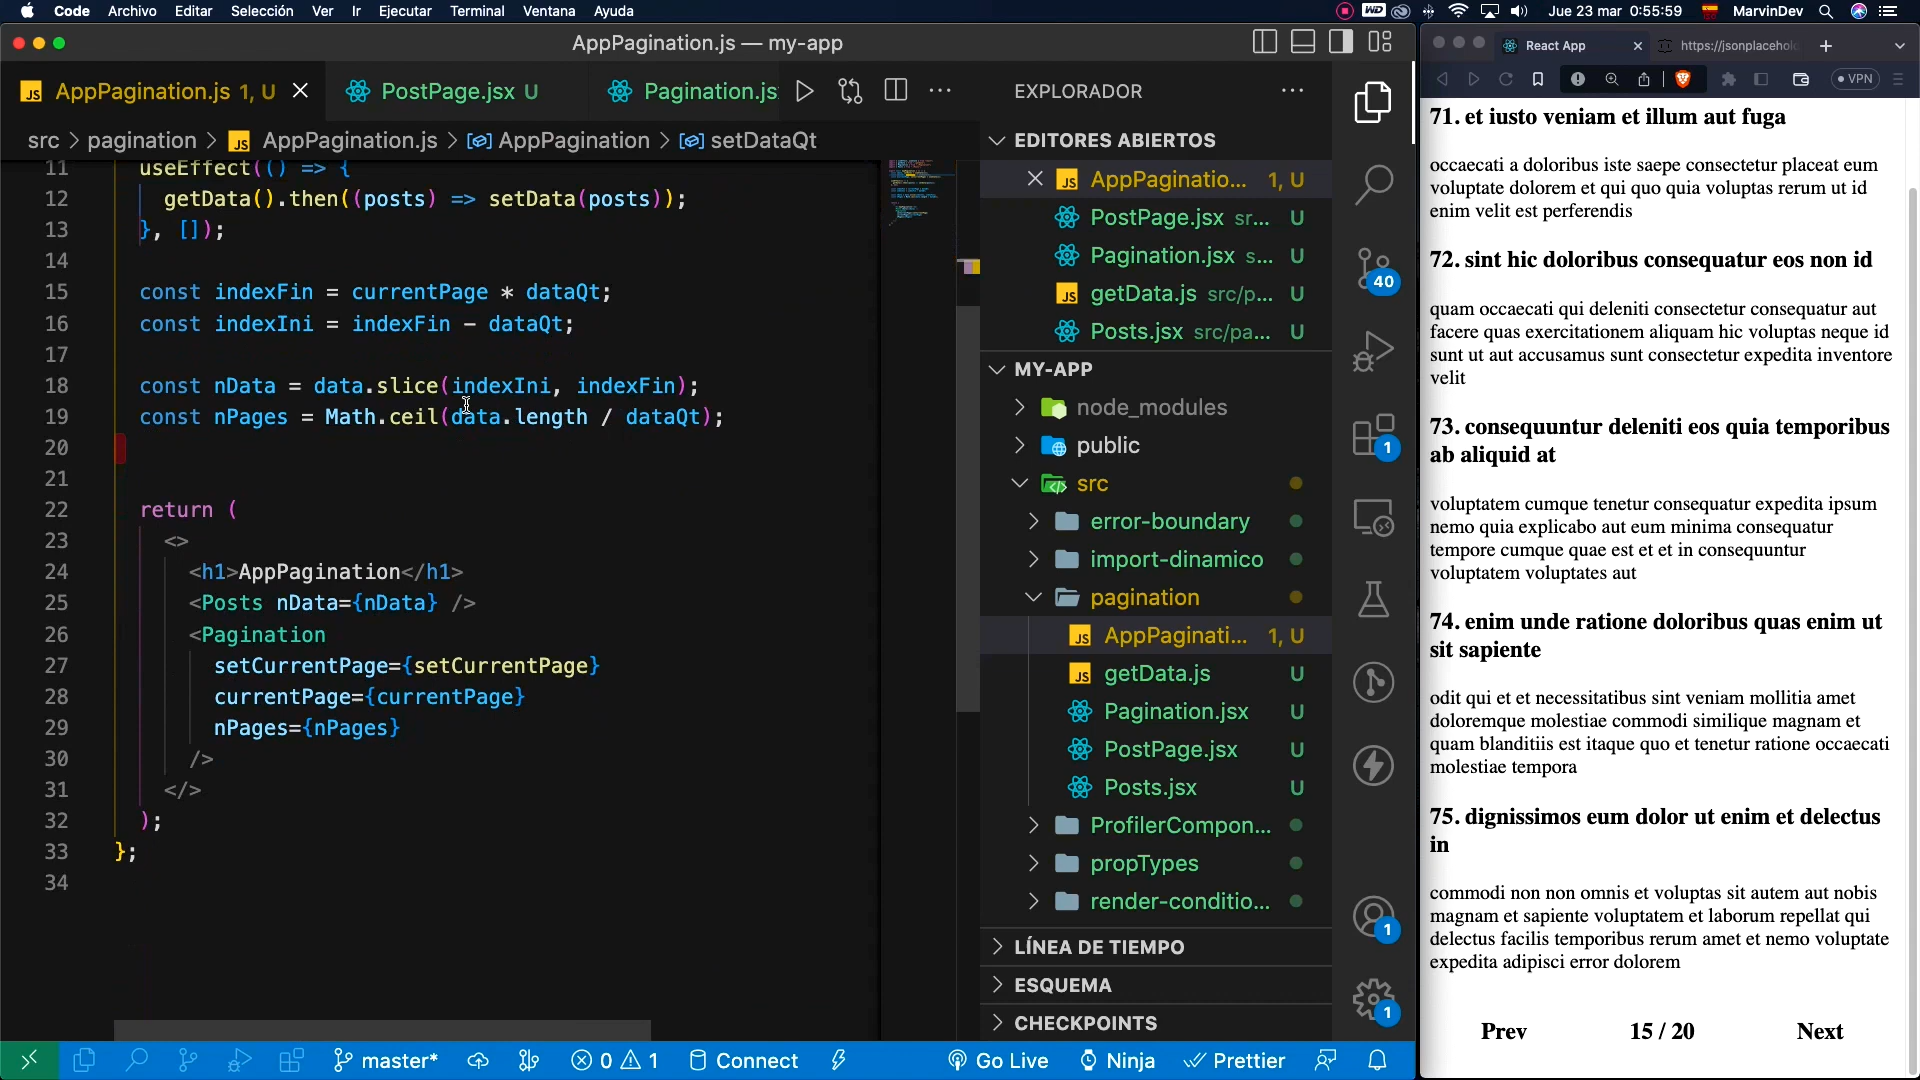 Code Archivo Editar Selección Ver Ir Ejecutar Terminal Ventana Ayuda
WD
Jue 23 mar 0:55:59 MarvinDev
AppPagination.js — my-app
AppPagination.js 1, U
PostPage.jsx U
Pagination.js
src > pagination > AppPagination.js > AppPagination > setDataQt
11 useEffect(() => {
12 getData().then((posts) => setData(posts));
13 }, []);
14
15 const indexFin = currentPage * dataQt;
16 const indexIni = indexFin - dataQt;
17
18 const nData = data.slice(indexIni, indexFin);
19 const nPages = Math.ceil(data.length / dataQt);
20
21
22 return (
23 <>
24 <h1>AppPagination</h1>
25 <Posts nData={nData} />
26 <Pagination
27 setCurrentPage={setCurrentPage}
28 currentPage={currentPage}
29 nPages={nPages}
30 />
31 </>
32 );
33 };
34
EXPLORADOR
EDITORES ABIERTOS
AppPaginatio... 1, U
PostPage.jsx sr... U
Pagination.jsx s... U
getData.js src/p... U
Posts.jsx src/pa... U
MY-APP
node_modules
public
src
error-boundary
import-dinamico
pagination
AppPaginati... 1, U
getData.js U
Pagination.jsx U
PostPage.jsx U
Posts.jsx U
ProfilerCompon...
propTypes
render-conditio...
LÍNEA DE TIEMPO
ESQUEMA
CHECKPOINTS
40
1
1
1
master* 0 1 Connect Go Live Ninja Prettier
React App
https://jsonplacehol
VPN
71. et iusto veniam et illum aut fuga
occaecati a doloribus iste saepe consectetur placeat eum
voluptate dolorem et qui quo quia voluptas rerum ut id
enim velit est perferendis
72. sint hic doloribus consequatur eos non id
quam occaecati qui deleniti consectetur consequatur aut
facere quas exercitationem aliquam hic voluptas neque id
sunt ut aut accusamus sunt consectetur expedita inventore
velit
73. consequuntur deleniti eos quia temporibus
ab aliquid at
voluptatem cumque tenetur consequatur expedita ipsum
nemo quia explicabo aut eum minima consequatur
tempore cumque quae est et et in consequuntur
voluptatem voluptates aut
74. enim unde ratione doloribus quas enim ut
sit sapiente
odit qui et et necessitatibus sint veniam mollitia amet
doloremque molestiae commodi similique magnam et
quam blanditiis est itaque quo et tenetur ratione occaecati
molestiae tempora
75. dignissimos eum dolor ut enim et delectus
in
commodi non non omnis et voluptas sit autem aut nobis
magnam et sapiente voluptatem et laborum repellat qui
delectus facilis temporibus rerum amet et nemo voluptate
expedita adipisci error dolorem
Prev 15 / 20 Next